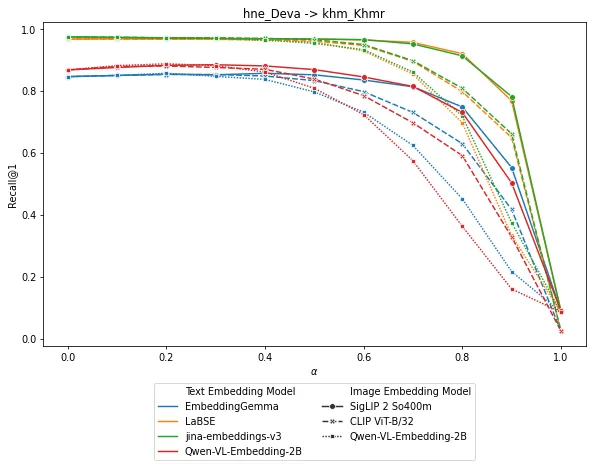 hne_Deva -> khm_Khmr
Recall@1
1.0
0.8
0.6
0.4
0.2
0.0
0.0 0.2 0.4 0.6 0.8 1.0
α
Text Embedding Model
EmbeddingGemma
LaBSE
jina-embeddings-v3
Qwen-VL-Embedding-2B
Image Embedding Model
SigLIP 2 So400m
CLIP ViT-B/32
Qwen-VL-Embedding-2B